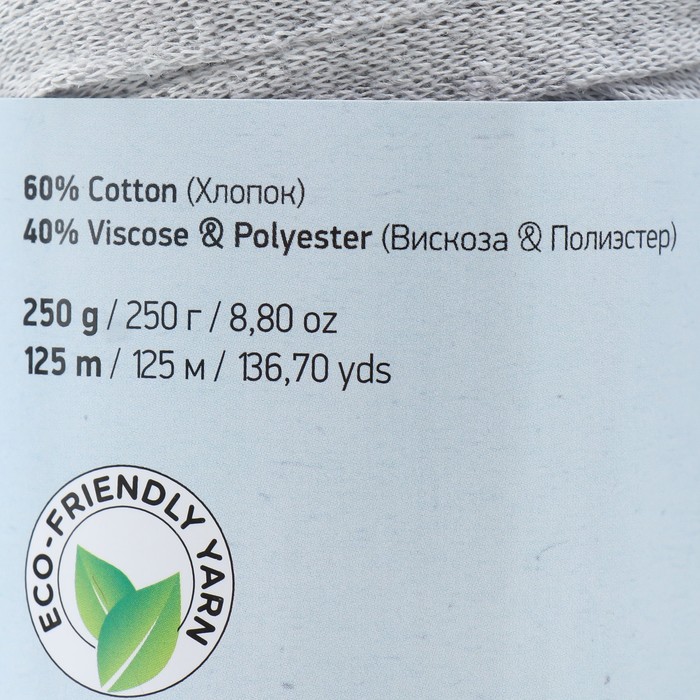 60% Cotton (Хлопок)
40% Viscose & Polyester (Вискоза & Полиэстер)
250 g / 250 г / 8,80 oz
125 m / 125 м / 136,70 yds
ECO-FRIENDLY YARN